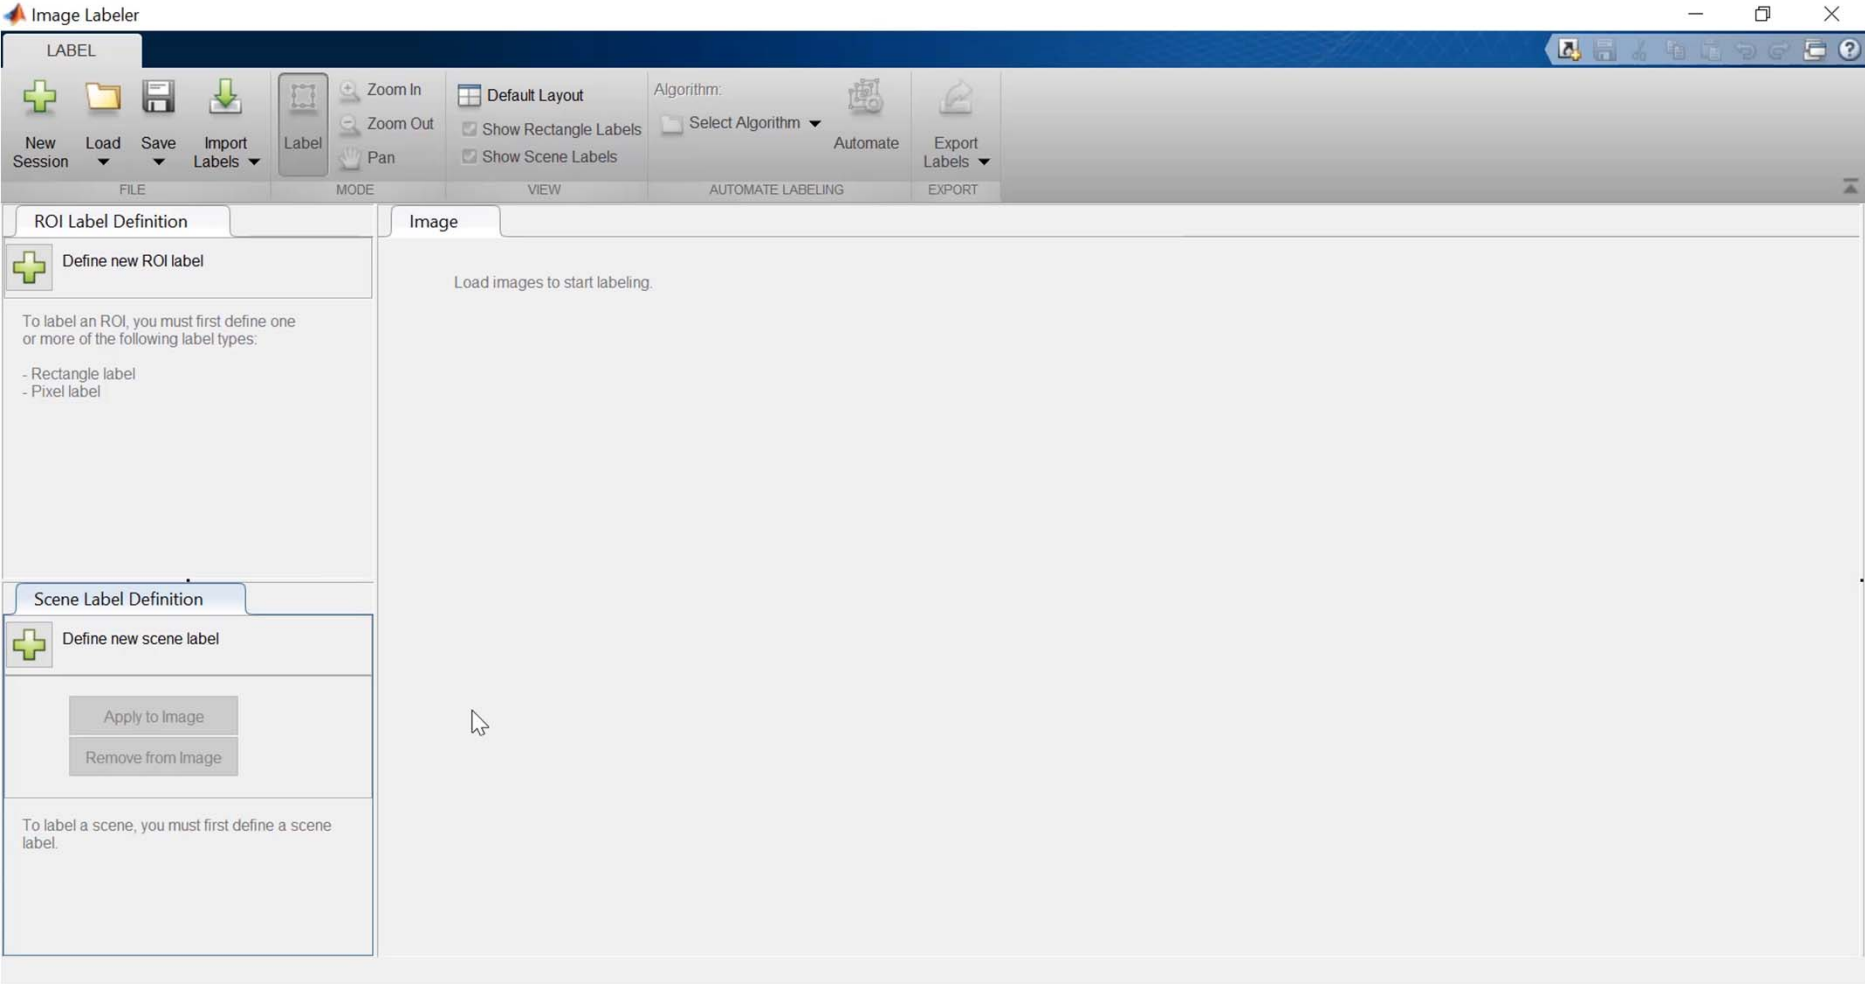 Image Labeler
LABEL
New
Session
Load
Save
Import
Labels
FILE
Label
Zoom In
Zoom Out
Pan
MODE
Default Layout
Show Rectangle Labels
Show Scene Labels
VIEW
Algorithm:
Select Algorithm
Automate
AUTOMATE LABELING
Export
Labels
EXPORT
ROI Label Definition
Define new ROI label
To label an ROI, you must first define one
or more of the following label types:
- Rectangle label
- Pixel label
Scene Label Definition
Define new scene label
Apply to Image
Remove from Image
To label a scene, you must first define a scene
label.
Image
Load images to start labeling.